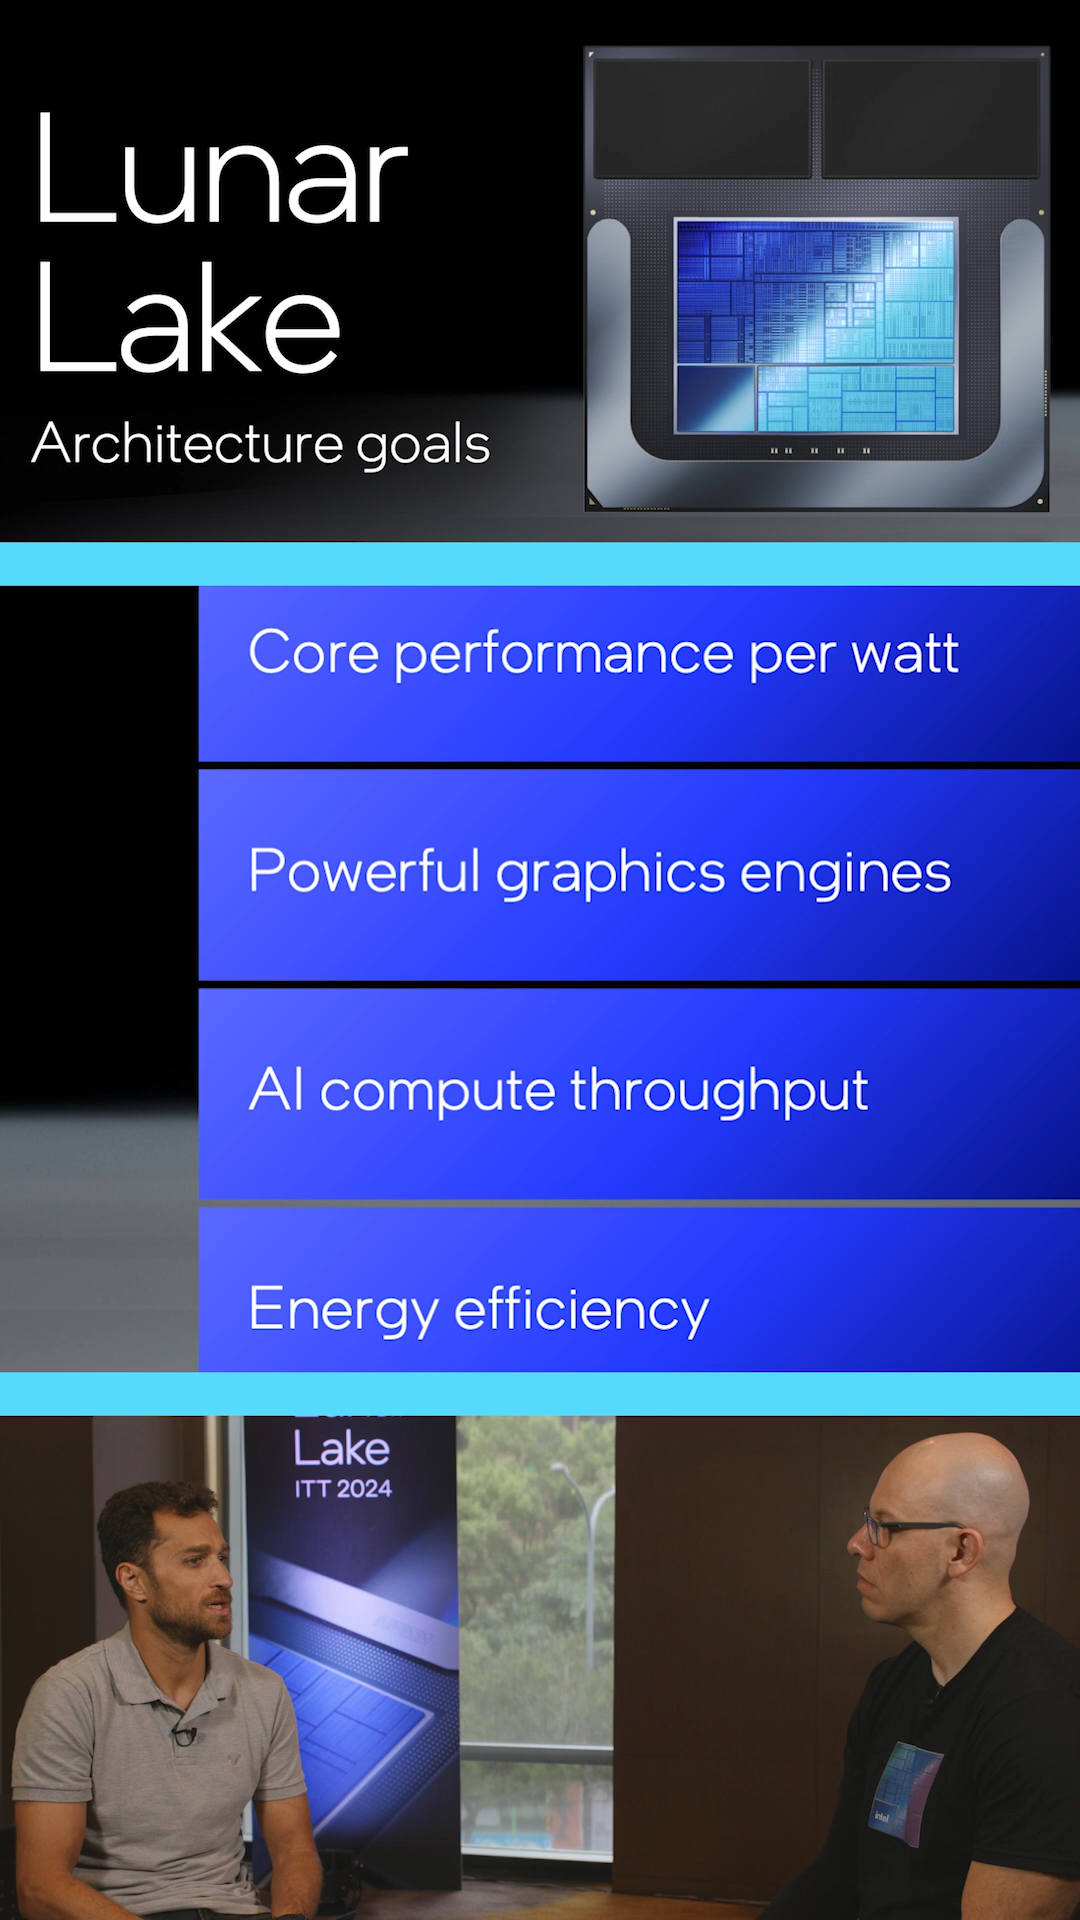 Lunar
Lake
Architecture goals
Core performance per watt
Powerful graphics engines
AI compute throughput
Energy efficiency
Lake
ITT 2024
intel